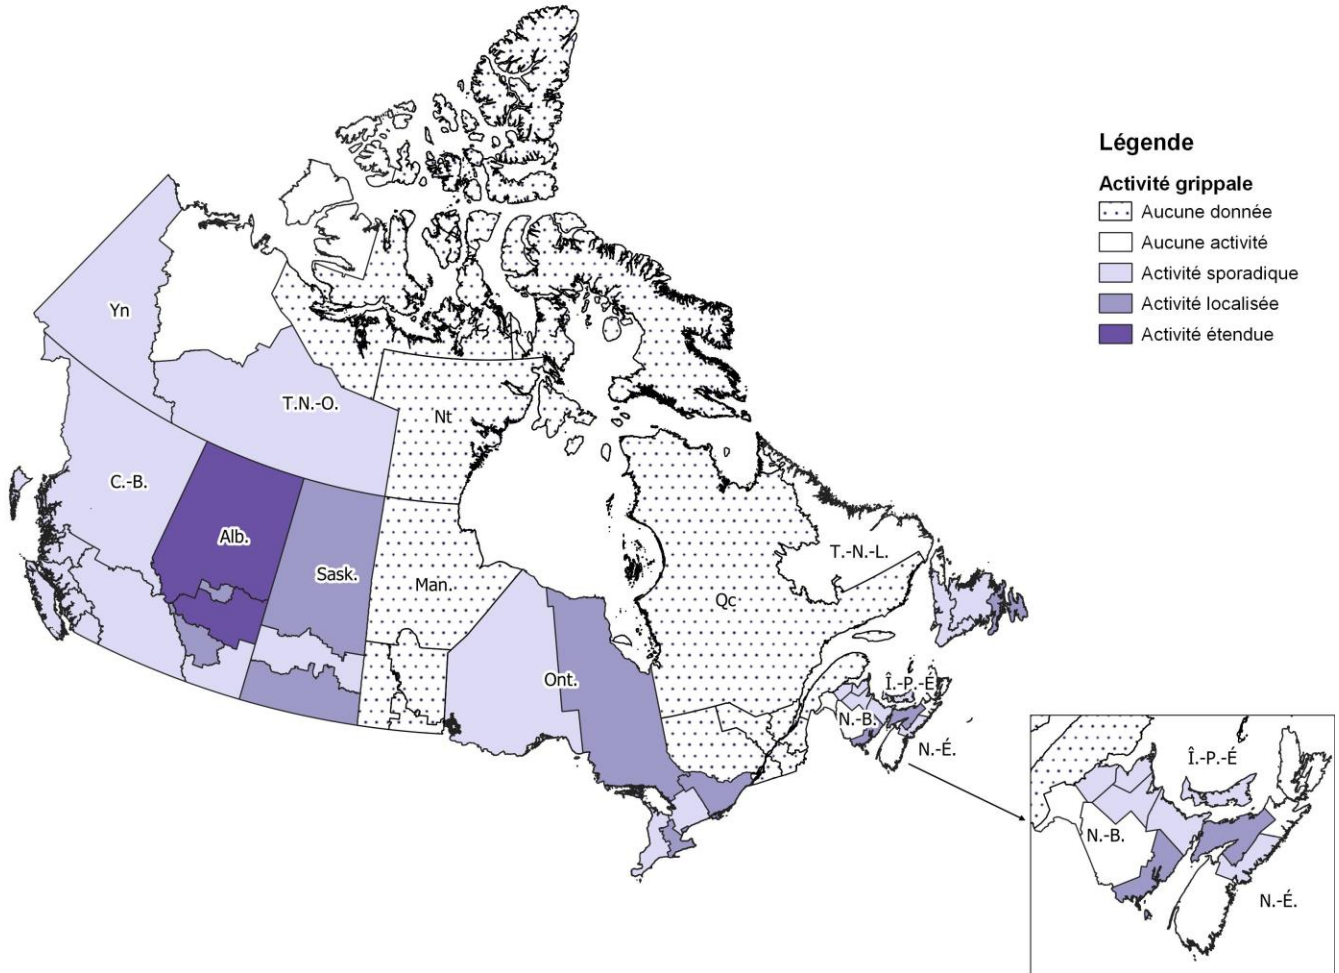 Légende
Activité grippale
Aucune donnée
Aucune activité
Activité sporadique
Activité localisée
Activité étendue
Yn
T.N.-O.
Nt
C.-B.
Alb.
Sask.
Man.
Ont.
Qc
T.-N.-L.
Î.-P.-É
N.-B.
N.-É.
Î.-P.-É
N.-B.
N.-É.